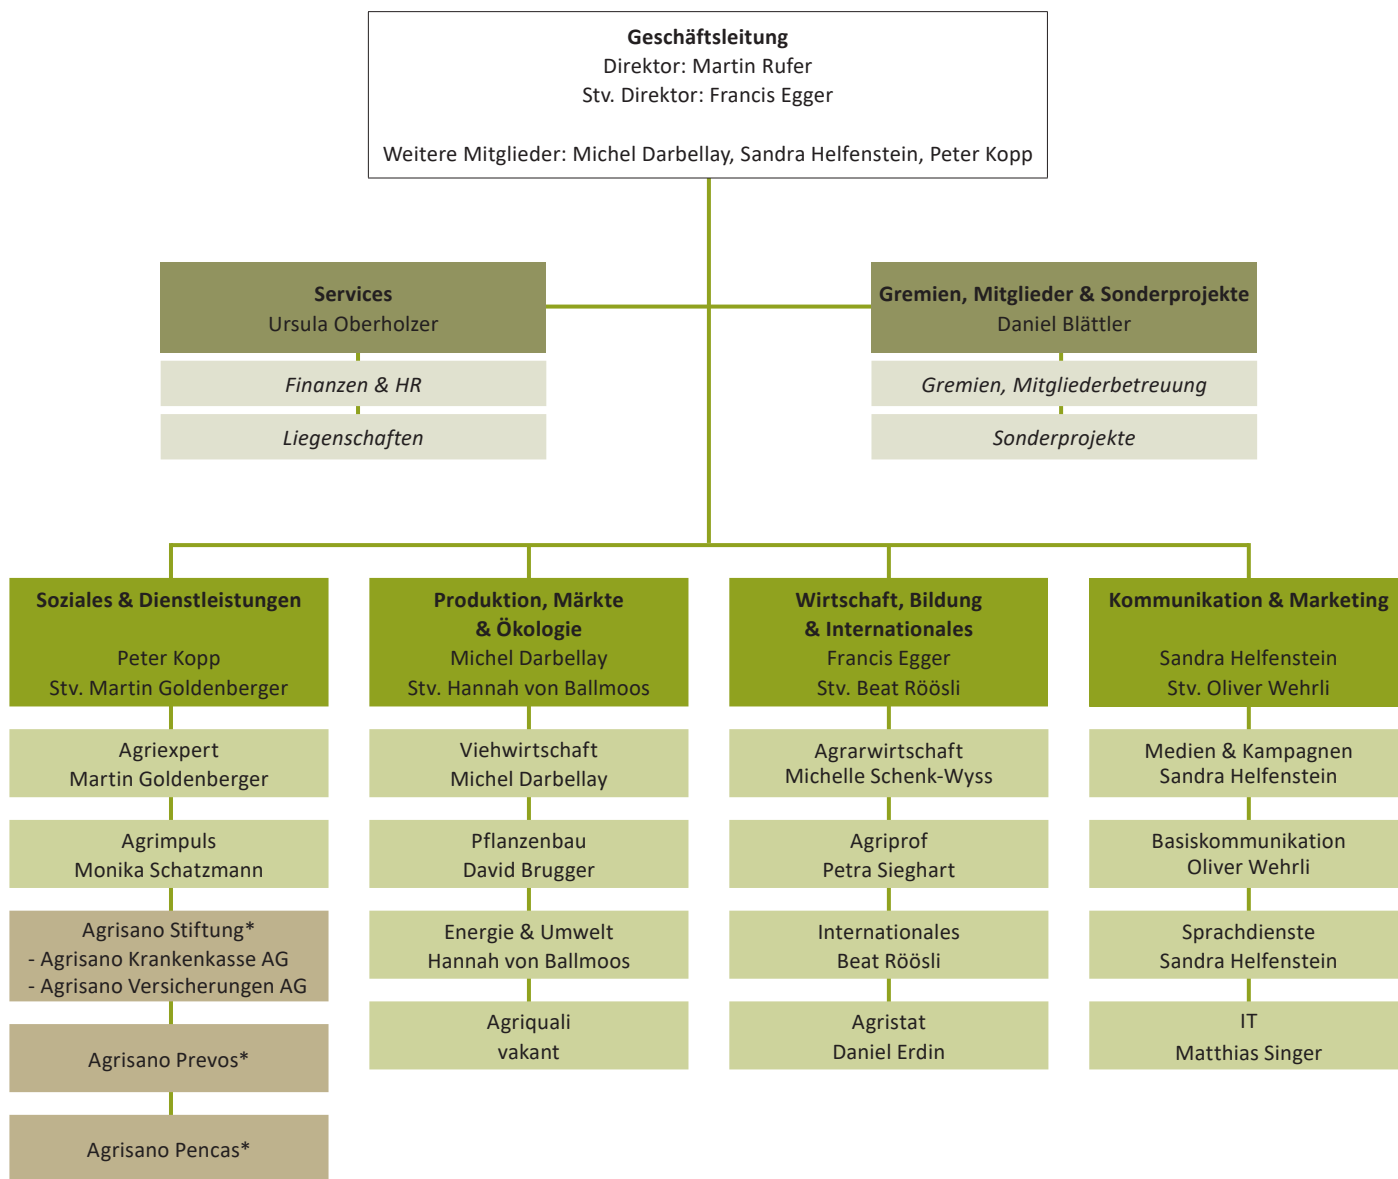 Geschäftsleitung
Direktor: Martin Rufer
Stv. Direktor: Francis Egger
Weitere Mitglieder: Michel Darbellay, Sandra Helfenstein, Peter Kopp
Services
Ursula Oberholzer
Finanzen & HR
Liegenschaften
Gremien, Mitglieder & Sonderprojekte
Daniel Blättler
Gremien, Mitgliederbetreuung
Sonderprojekte
Soziales & Dienstleistungen
Peter Kopp
Stv. Martin Goldenberger
Agriexpert
Martin Goldenberger
Agrimpuls
Monika Schatzmann
Agrisano Stiftung*
- Agrisano Krankenkasse AG
- Agrisano Versicherungen AG
Agrisano Prevos*
Agrisano Pencas*
Produktion, Märkte
& Ökologie
Michel Darbellay
Stv. Hannah von Ballmoos
Viehwirtschaft
Michel Darbellay
Pflanzenbau
David Brugger
Energie & Umwelt
Hannah von Ballmoos
Agriquali
vakant
Wirtschaft, Bildung
& Internationales
Francis Egger
Stv. Beat Röösli
Agrarwirtschaft
Michelle Schenk-Wyss
Agriprof
Petra Sieghart
Internationales
Beat Röösli
Agristat
Daniel Erdin
Kommunikation & Marketing
Sandra Helfenstein
Stv. Oliver Wehrli
Medien & Kampagnen
Sandra Helfenstein
Basiskommunikation
Oliver Wehrli
Sprachdienste
Sandra Helfenstein
IT
Matthias Singer